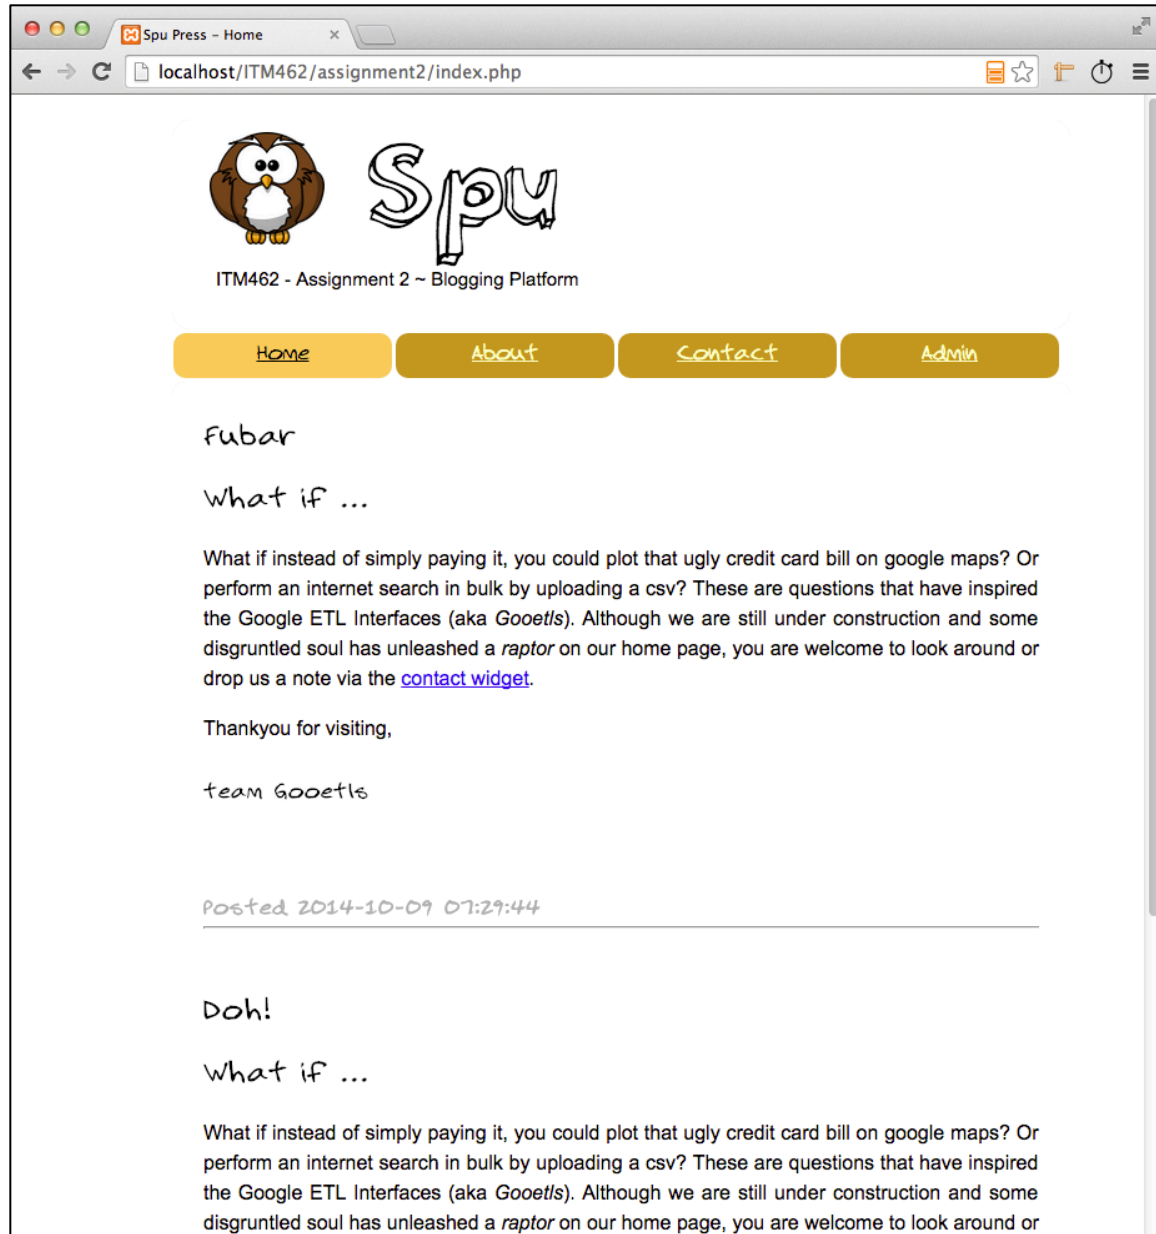 Spu Press – Home
localhost/ITM462/assignment2/index.php
Spu
ITM462 - Assignment 2 ~ Blogging Platform
Home About Contact Admin
Fubar
What if ...
What if instead of simply paying it, you could plot that ugly credit card bill on google maps? Or
perform an internet search in bulk by uploading a csv? These are questions that have inspired
the Google ETL Interfaces (aka Gooetls). Although we are still under construction and some
disgruntled soul has unleashed a raptor on our home page, you are welcome to look around or
drop us a note via the contact widget.
Thankyou for visiting,
team Gooetls
Posted 2014-10-09 07:29:44
Doh!
What if ...
What if instead of simply paying it, you could plot that ugly credit card bill on google maps? Or
perform an internet search in bulk by uploading a csv? These are questions that have inspired
the Google ETL Interfaces (aka Gooetls). Although we are still under construction and some
disgruntled soul has unleashed a raptor on our home page, you are welcome to look around or